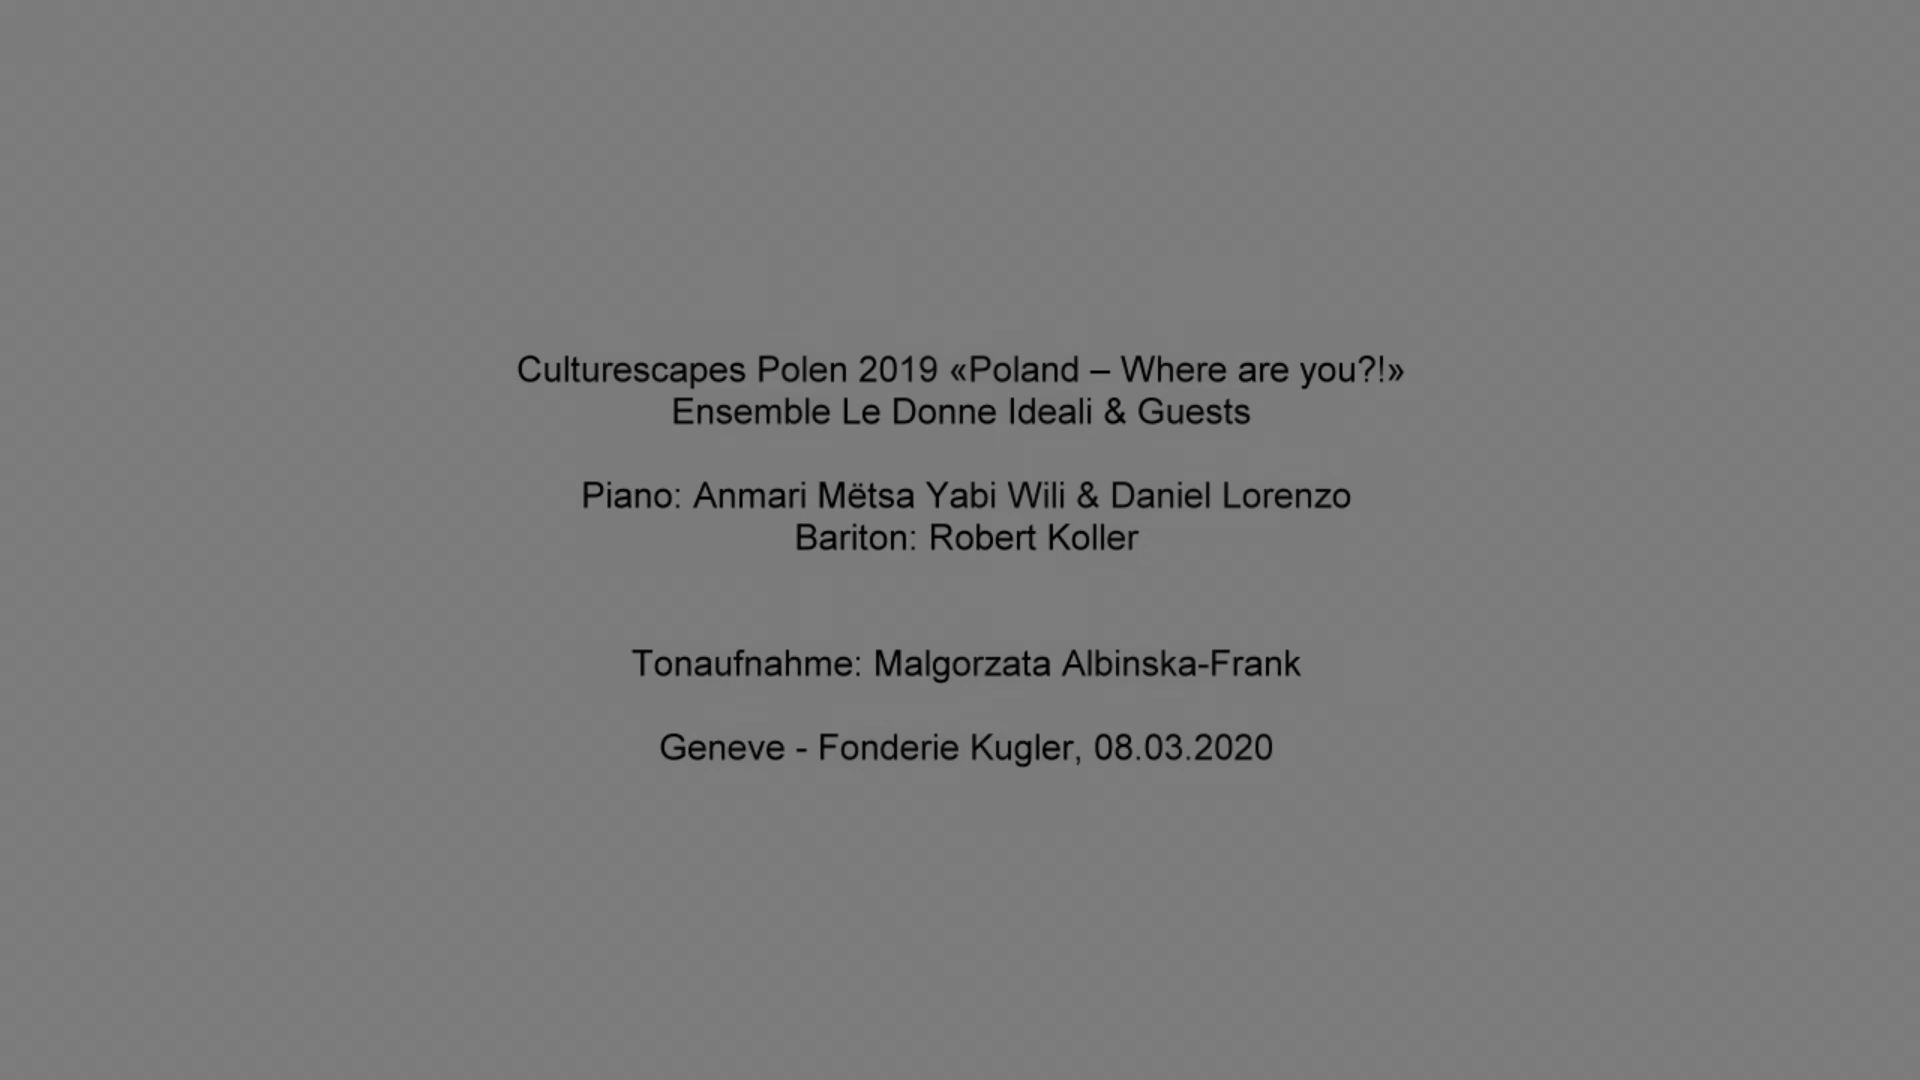 Culturescapes Polen 2019 «Poland – Where are you?!»
Ensemble Le Donne Ideali & Guests
Piano: Anmari Mëtsa Yabi Wili & Daniel Lorenzo
Bariton: Robert Koller
Tonaufnahme: Malgorzata Albinska-Frank
Geneve - Fonderie Kugler, 08.03.2020